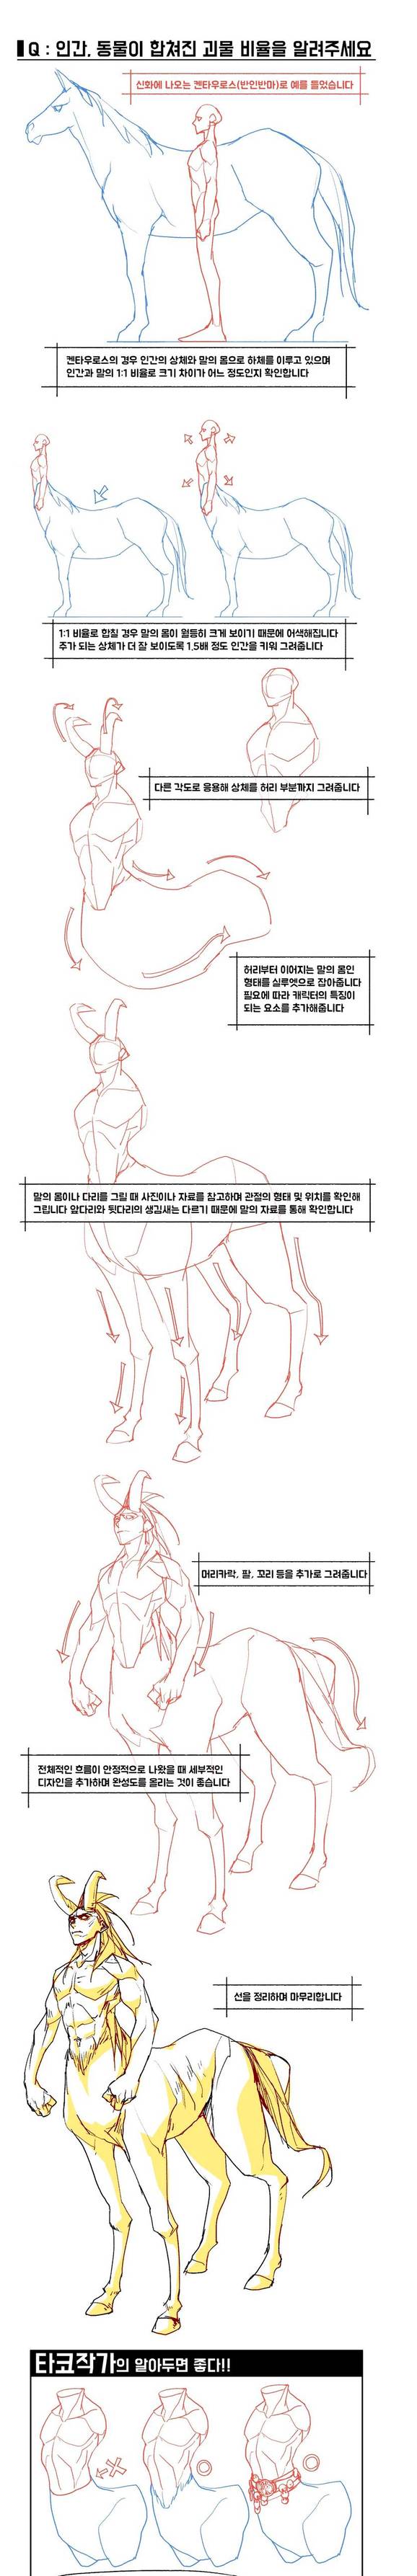 Q : 인간, 동물이 합쳐진 괴물 비율을 알려주세요
신화에 나오는 켄타우로스(반인반마)로 예를 들었습니다
켄타우로스의 경우 인간의 상체와 말의 몸으로 하체를 이루고 있으며
인간과 말의 1:1 비율로 크기 차이가 어느 정도인지 확인합니다
1:1 비율로 합칠 경우 말의 몸이 월등히 크게 보이기 때문에 어색해집니다
주가 되는 상체가 더 잘 보이도록 1.5배 정도 인간을 키워 그려줍니다
다른 각도로 응용해 상체를 허리 부분까지 그려줍니다
허리부터 이어지는 말의 몸인
형태를 실루엣으로 잡아줍니다
필요에 따라 캐릭터의 특징이
되는 요소를 추가해줍니다
말의 몸이나 다리를 그릴 때 사진이나 자료를 참고하며 관절의 형태 및 위치를 확인해
그립니다 앞다리와 뒷다리의 생김새는 다르기 때문에 말의 자료를 통해 확인합니다
머리카락, 팔, 꼬리 등을 추가로 그려줍니다
전체적인 흐름이 안정적으로 나왔을 때 세부적인
디자인을 추가하며 완성도를 올리는 것이 좋습니다
선을 정리하며 마무리합니다
타코작가의 알아두면 좋다!!